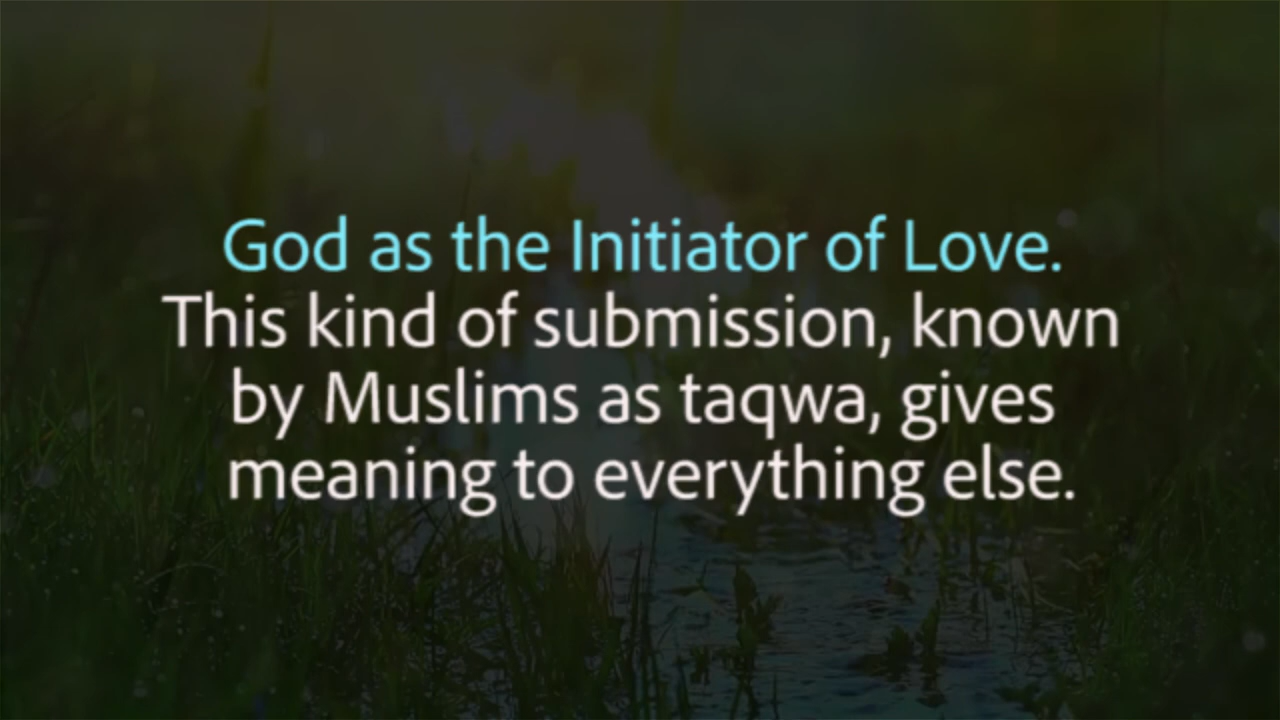 God as the Initiator of Love.
This kind of submission, known
by Muslims as taqwa, gives
meaning to everything else.